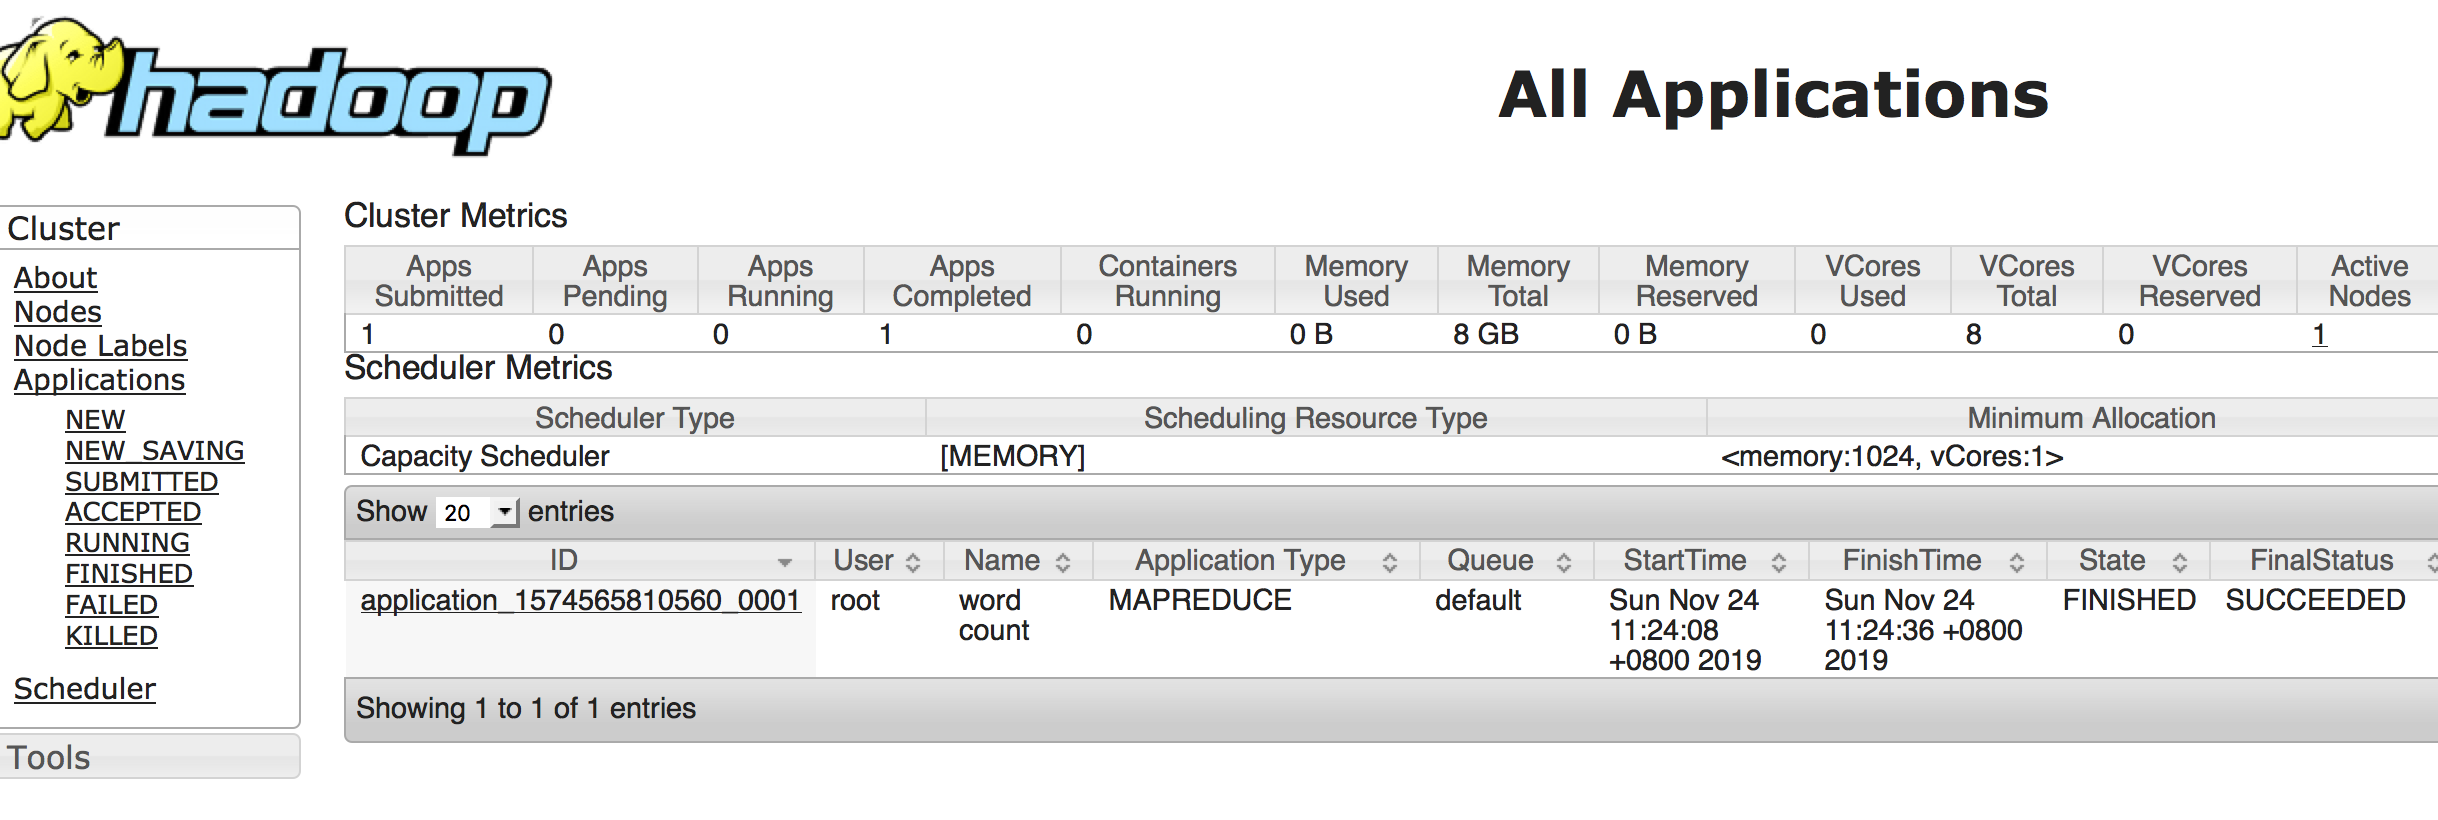 hadoop
All Applications
Cluster
About
Nodes
Node Labels
Applications
NEW
NEW_SAVING
SUBMITTED
ACCEPTED
RUNNING
FINISHED
FAILED
KILLED
Scheduler
Tools
Cluster Metrics
Apps Submitted Apps Pending Apps Running Apps Completed Containers Running Memory Used Memory Total Memory Reserved VCores Used VCores Total VCores Reserved Active Nodes
1 0 0 1 0 0 B 8 GB 0 B 0 8 0 1
Scheduler Metrics
Scheduler Type Scheduling Resource Type Minimum Allocation
Capacity Scheduler [MEMORY] <memory:1024, vCores:1>
Show 20 entries
ID User Name Application Type Queue StartTime FinishTime State FinalStatus
application_1574565810560_0001 root word count MAPREDUCE default Sun Nov 24 11:24:08 +0800 2019 Sun Nov 24 11:24:36 +0800 2019 FINISHED SUCCEEDED
Showing 1 to 1 of 1 entries